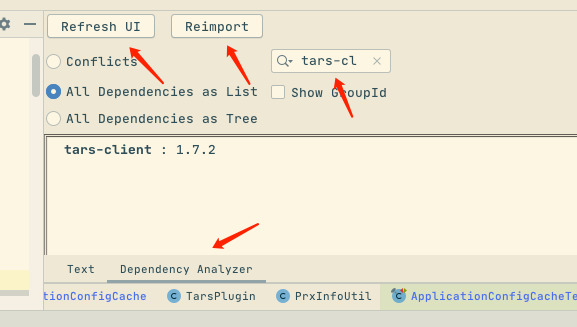 Refresh UI Reimport
Conflicts tars-cl
All Dependencies as List Show GroupId
All Dependencies as Tree
tars-client : 1.7.2
Text Dependency Analyzer
tionConfigCache TarsPlugin PrxInfoUtil ApplicationConfigCacheTe